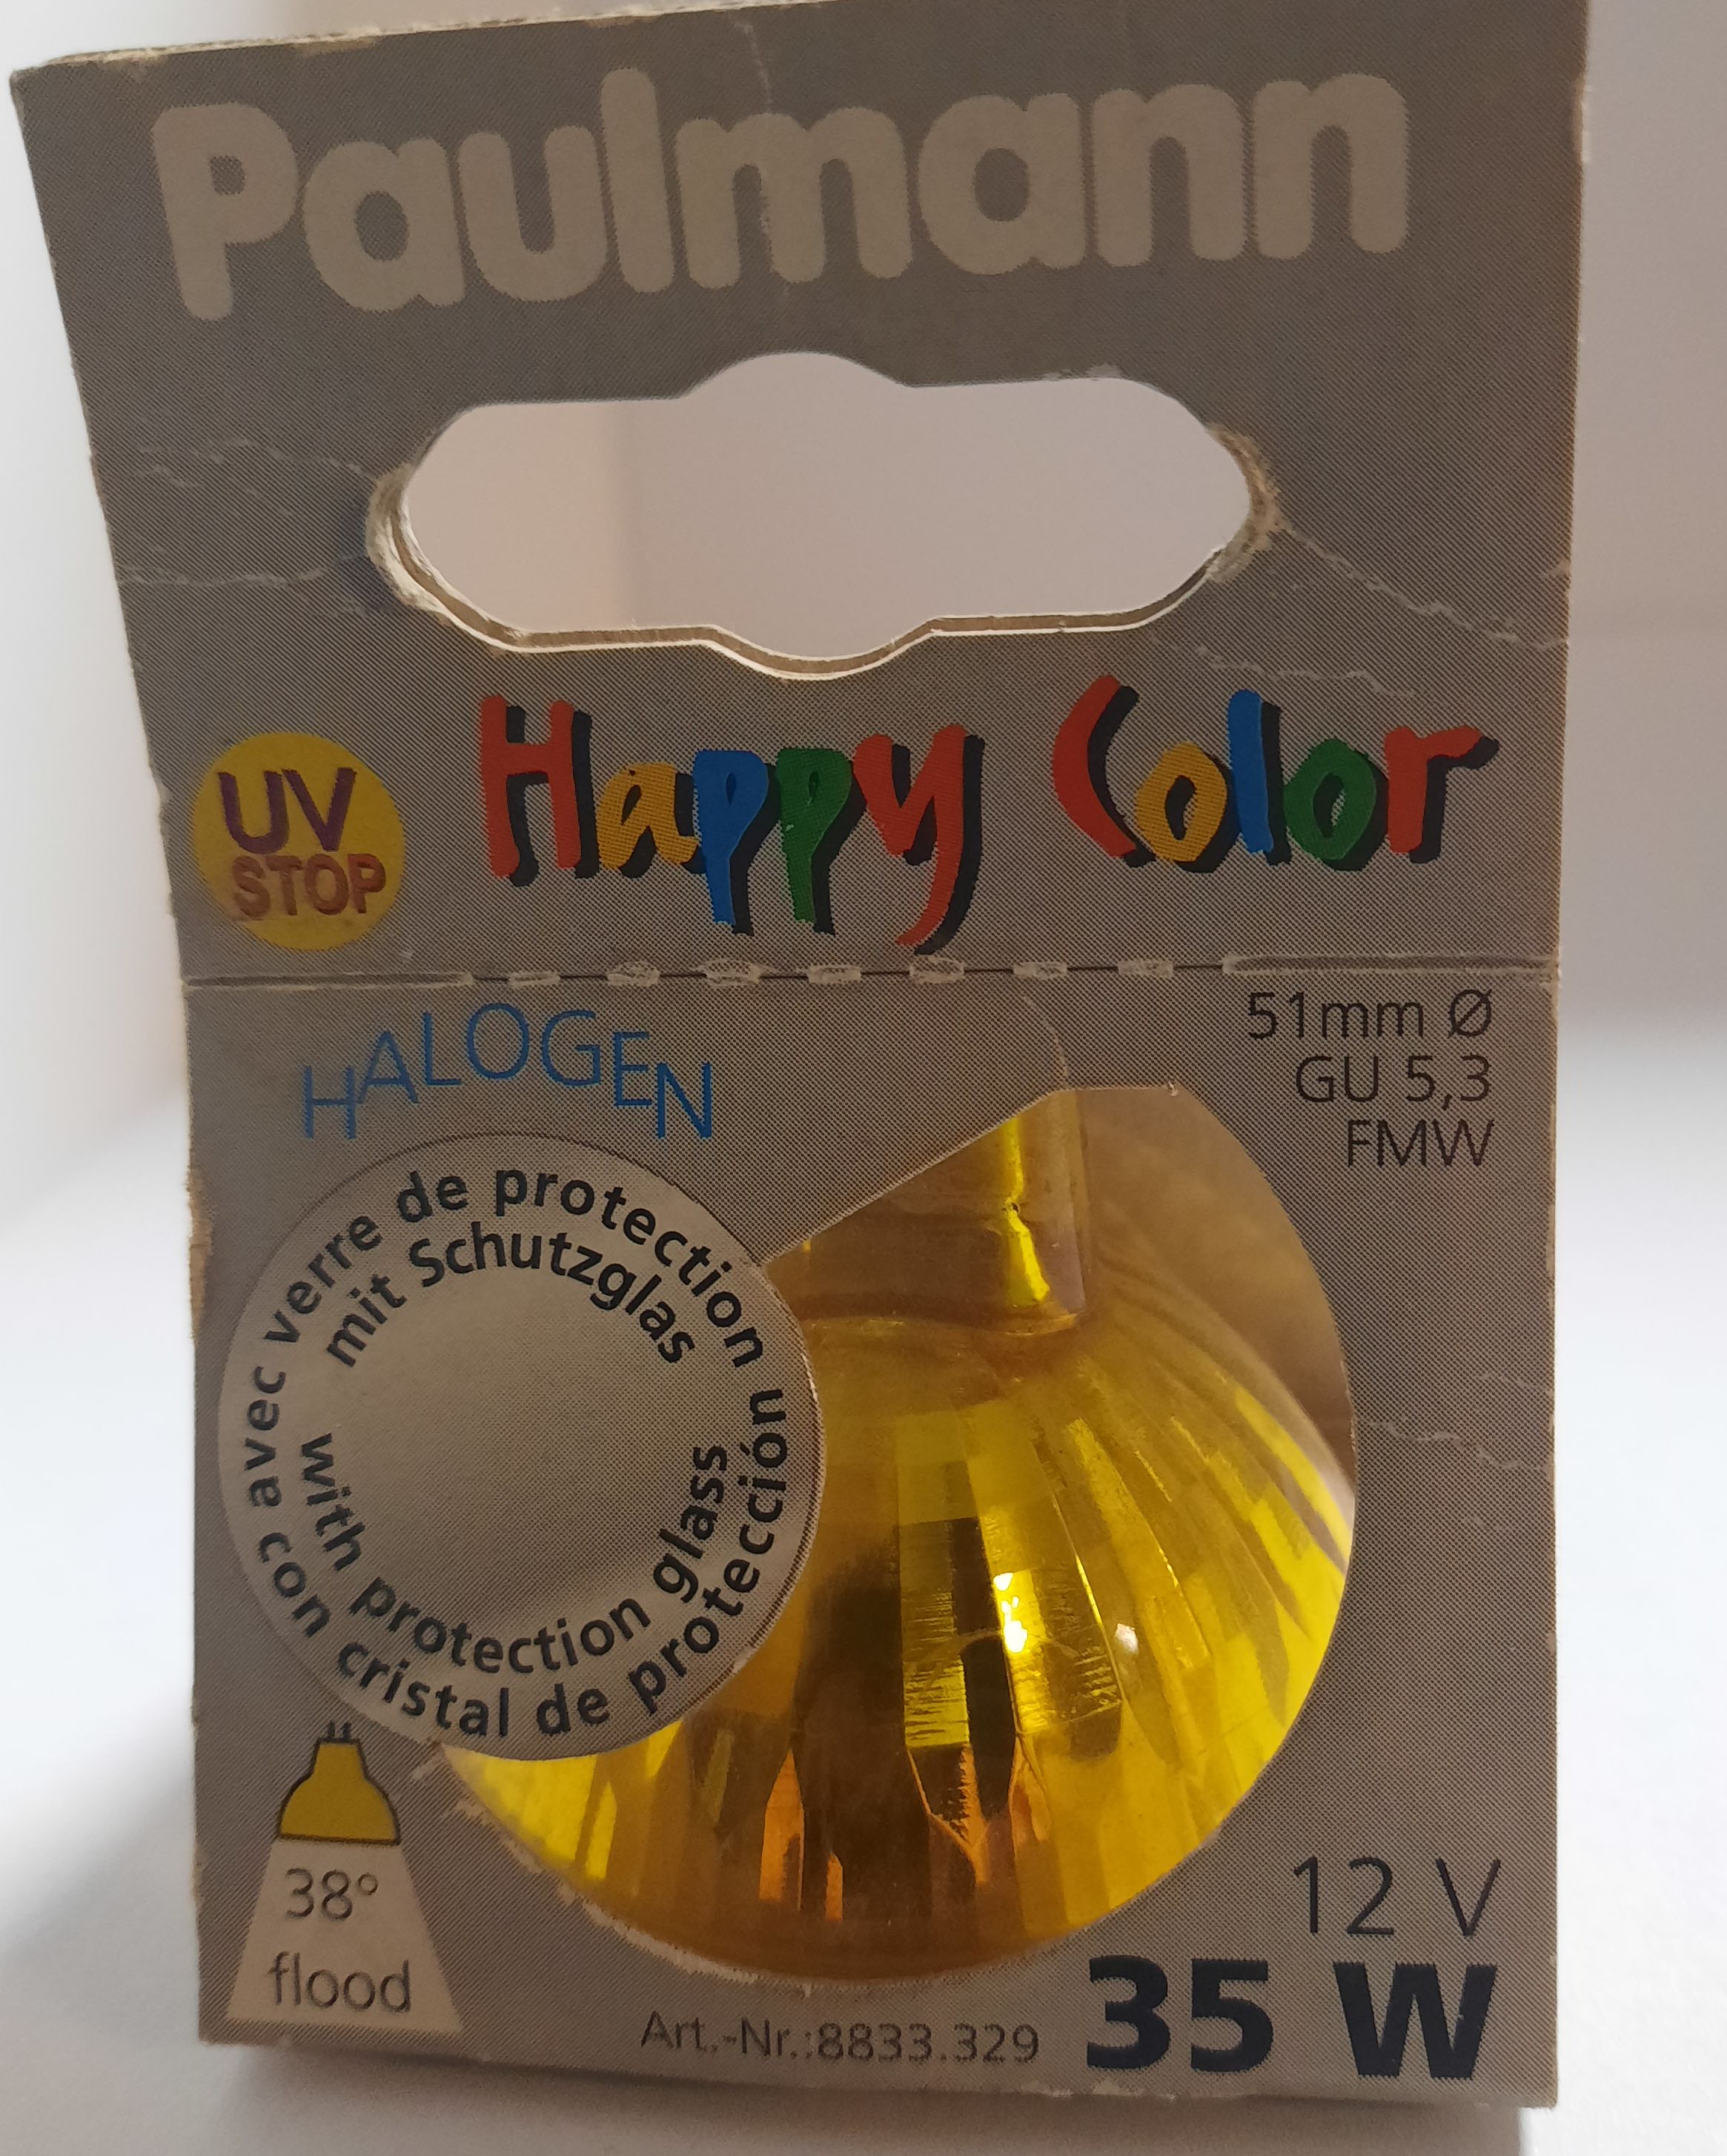 Paulmann
Happy Color
UV
STOP
HALOGEN
51mm Ø
GU 5,3
FMW
avec verre de protection
mit Schutzglas
with protection glass
con cristal de protección
38°
flood
12 V
35 W
Art.-Nr.:8833.329